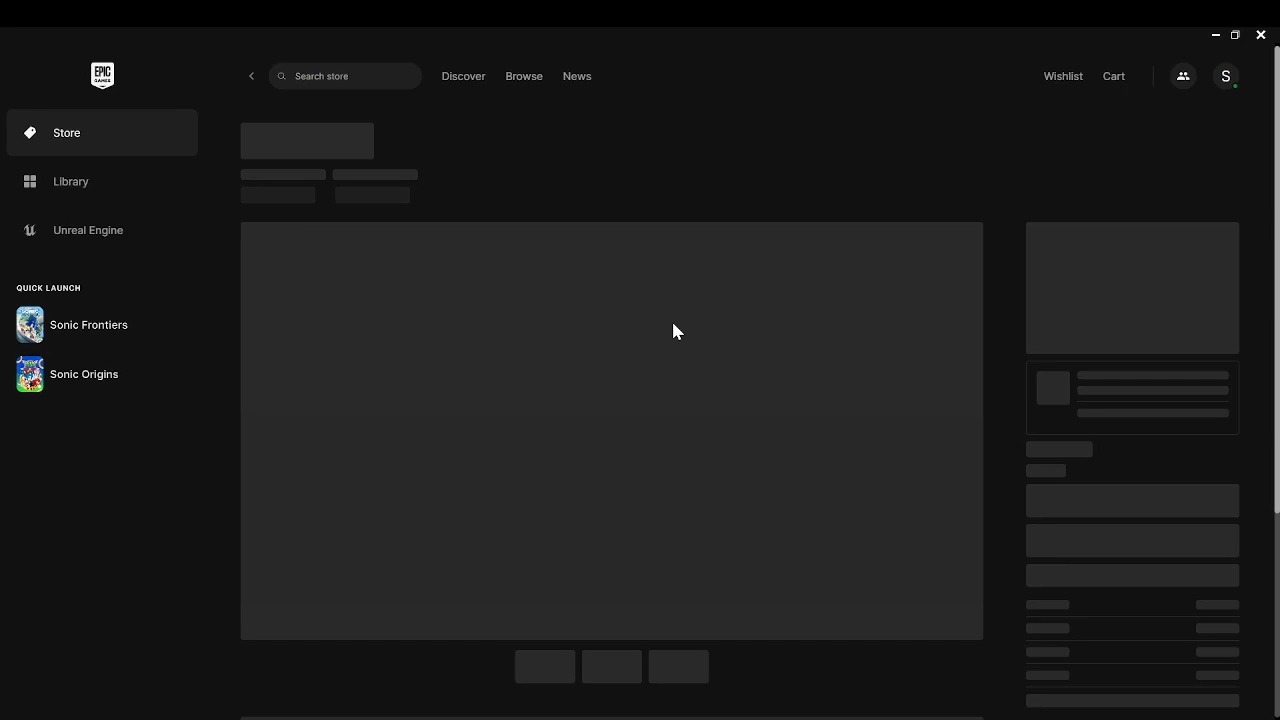 EPIC
GAMES
Search store
Discover
Browse
News
Wishlist
Cart
S
Store
Library
Unreal Engine
QUICK LAUNCH
Sonic Frontiers
Sonic Origins